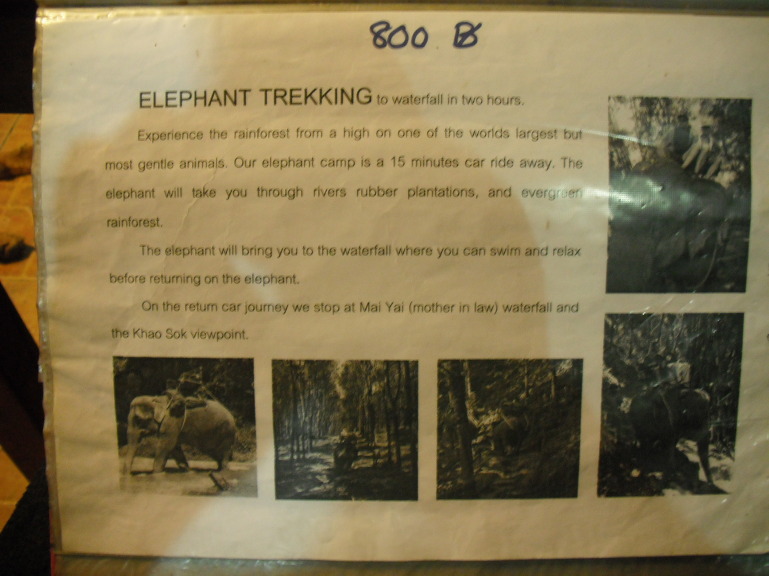 800 B
ELEPHANT TREKKING to waterfall in two hours.
Experience the rainforest from a high on one of the worlds largest but
most gentle animals. Our elephant camp is a 15 minutes car ride away. The
elephant will take you through rivers rubber plantations, and evergreen
rainforest.
The elephant will bring you to the waterfall where you can swim and relax
before returning on the elephant.
On the return car journey we stop at Mai Yai (mother in law) waterfall and
the Khao Sok viewpoint.